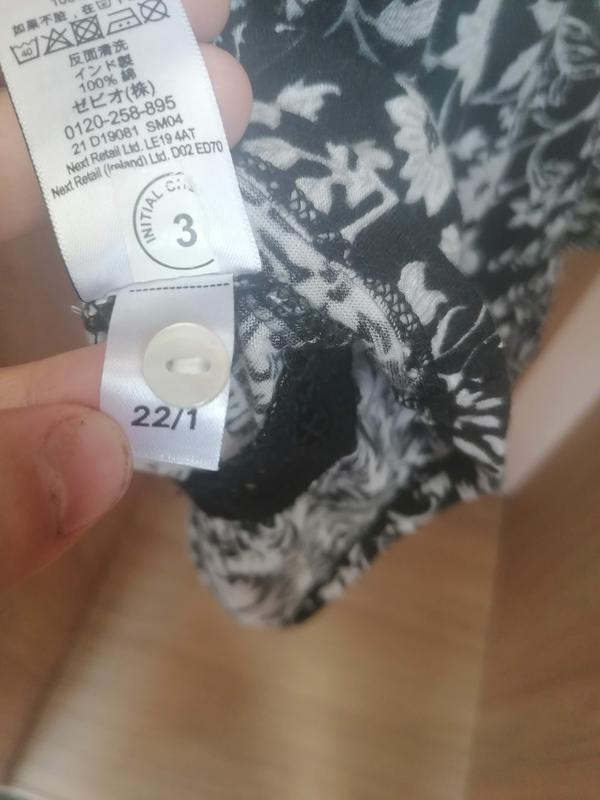 如果不能,在
40
反面清洗
インド製
100% 綿
ゼビオ(株)
0120-258-895
21 D19081 SM04
Next Retail Ltd. LE19 4AT
Next Retail (Ireland) Ltd. D02 ED70
INITIAL
3
22/1